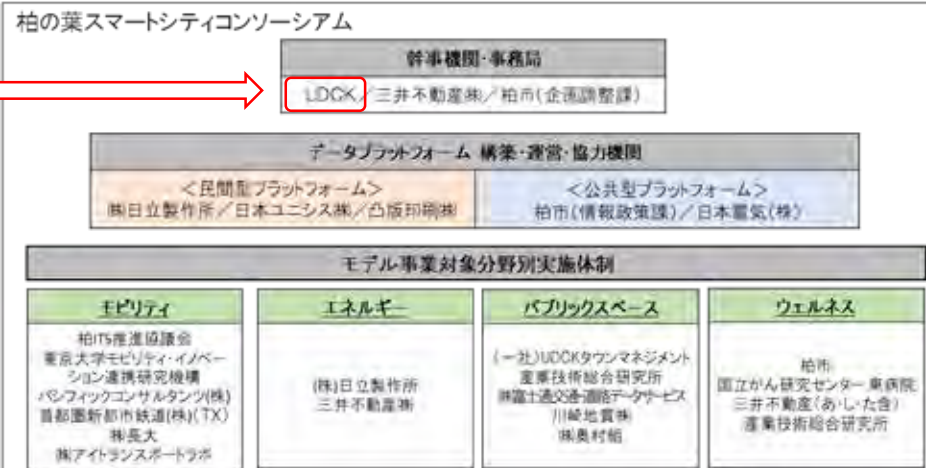 柏の葉スマートシティコンソーシアム
幹事機関・事務局
UDCK／三井不動産㈱／柏市(企画調整課)
データプラットフォーム 構築・運営・協力機関
＜民間型プラットフォーム＞
㈱日立製作所／日本ユニシス㈱／凸版印刷㈱
＜公共型プラットフォーム＞
柏市(情報政策課)／日本電気(株)
モデル事業対象分野別実施体制
モビリティ
柏ITS推進協議会
東京大学モビリティ・イノベー
ション連携研究機構
パシフィックコンサルタンツ(株)
首都圏新都市鉄道(株)(TX)
㈱長大
㈱アイトランスポートラボ
エネルギー
(株)日立製作所
三井不動産㈱
パブリックスペース
(一社)UDCKタウンマネジメント
産業技術総合研究所
㈱富士通交通・道路データサービス
川崎地質㈱
㈱奥村組
ウェルネス
柏市
国立がん研究センター 東病院
三井不動産(あ・し・た含)
産業技術総合研究所